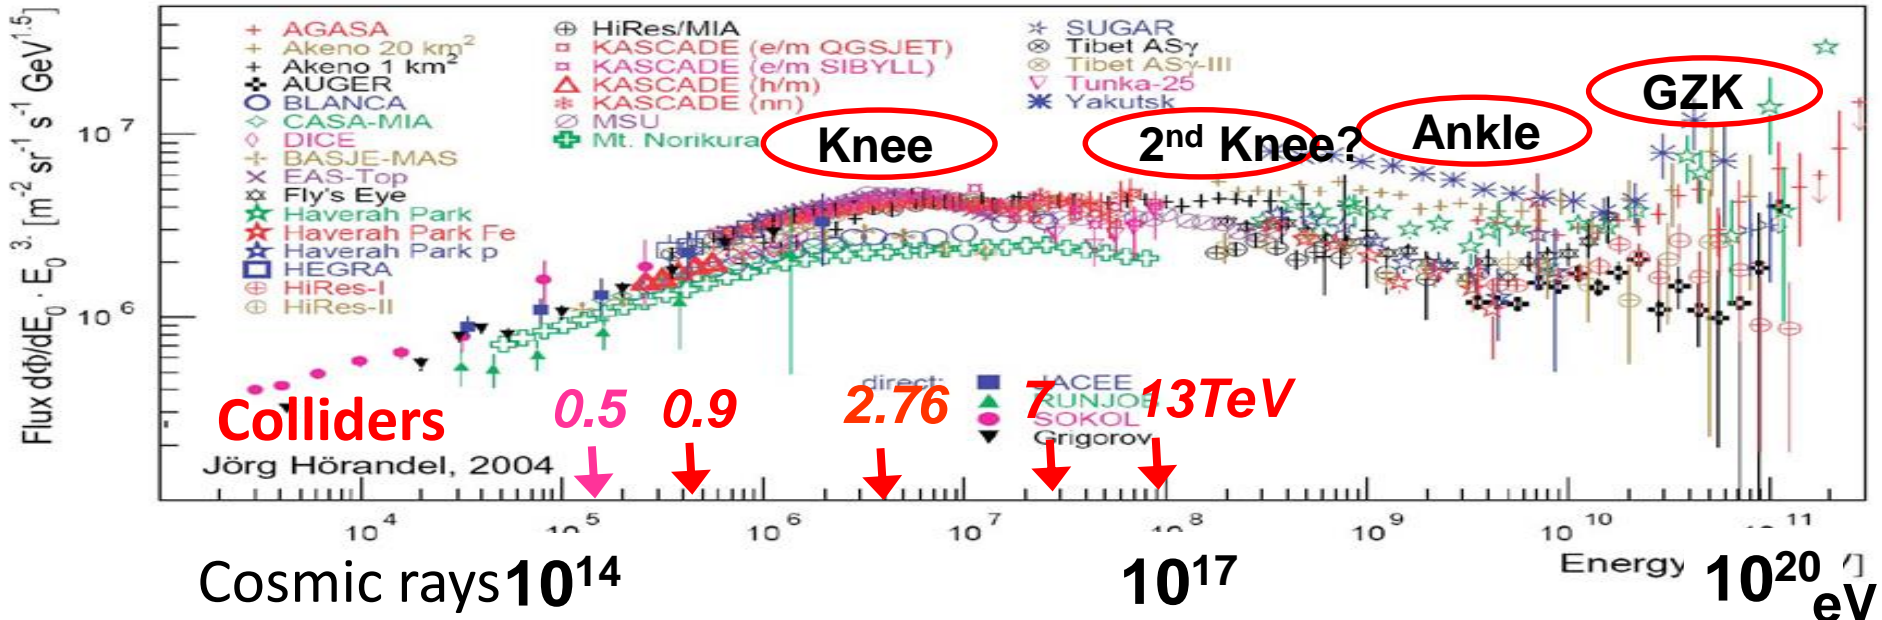 Flux dΦ/dE₀ · E₀³· [m⁻² sr⁻¹ s⁻¹ GeV¹·⁵]
10⁷
10⁶
AGASA
Akeno 20 km²
Akeno 1 km²
AUGER
BLANCA
CASA-MIA
DICE
BASJE-MAS
EAS-Top
Fly's Eye
Haverah Park
Haverah Park Fe
Haverah Park p
HEGRA
HiRes-I
HiRes-II
HiRes/MIA
KASCADE (e/m QGSJET)
KASCADE (e/m SIBYLL)
KASCADE (h/m)
KASCADE (nn)
MSU
Mt. Norikura
SUGAR
Tibet ASγ
Tibet ASγ-III
Tunka-25
Yakutsk
Knee
2nd Knee?
Ankle
GZK
direct:
JACEE
RUNJOB
SOKOL
Grigorov
Colliders
0.5
0.9
2.76
7
13TeV
Jörg Hörandel, 2004
10⁴ 10⁵ 10⁶ 10⁷ 10⁸ 10⁹ 10¹⁰ 10¹¹
Energy
Cosmic rays 10¹⁴ 10¹⁷ 10²⁰ eV